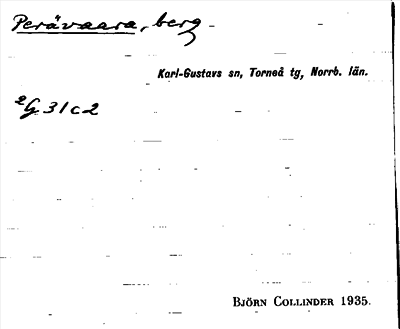 Perävaara, berg
Karl-Gustavs sn, Torneå tg, Norrb. län.
2G 31c2
BJÖRN COLLINDER 1935.